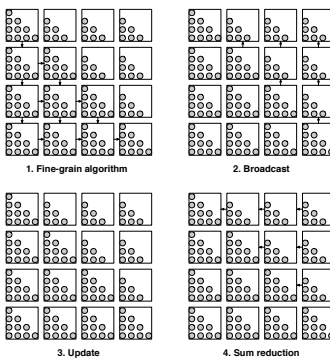 1. Fine-grain algorithm
2. Broadcast
3. Update
4. Sum reduction